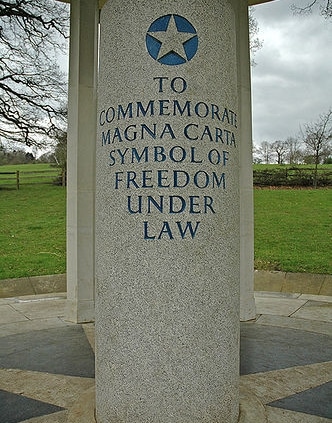 TO
COMMEMORATE
MAGNA CARTA
SYMBOL OF
FREEDOM
UNDER
LAW